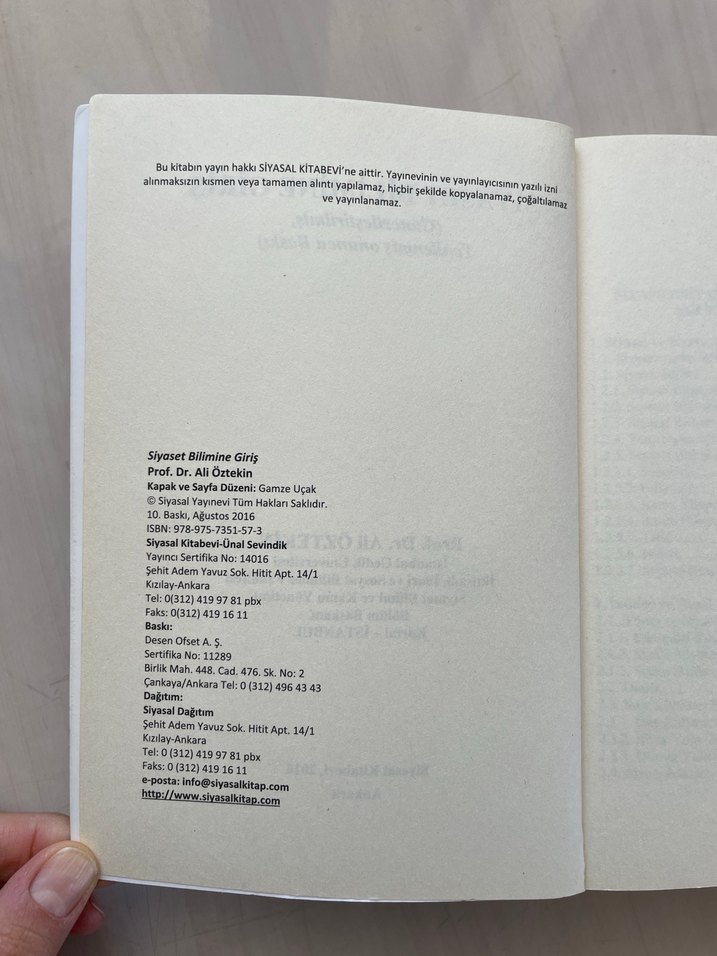 Bu kitabın yayın hakkı SİYASAL KİTABEVİ’ne aittir. Yayınevinin ve yayınlayıcısının yazılı izni
alınmaksızın kısmen veya tamamen alıntı yapılamaz, hiçbir şekilde kopyalanamaz, çoğaltılamaz
ve yayınlanamaz.
Siyaset Bilimine Giriş
Prof. Dr. Ali Öztekin
Kapak ve Sayfa Düzeni: Gamze Uçak
© Siyasal Yayınevi Tüm Hakları Saklıdır.
10. Baskı, Ağustos 2016
ISBN: 978-975-7351-57-3
Siyasal Kitabevi-Ünal Sevindik
Yayıncı Sertifika No: 14016
Şehit Adem Yavuz Sok. Hitit Apt. 14/1
Kızılay-Ankara
Tel: 0(312) 419 97 81 pbx
Faks: 0(312) 419 16 11
Baskı:
Desen Ofset A. Ş.
Sertifika No: 11289
Birlik Mah. 448. Cad. 476. Sk. No: 2
Çankaya/Ankara Tel: 0 (312) 496 43 43
Dağıtım:
Siyasal Dağıtım
Şehit Adem Yavuz Sok. Hitit Apt. 14/1
Kızılay-Ankara
Tel: 0 (312) 419 97 81 pbx
Faks: 0 (312) 419 16 11
e-posta: info@siyasalkitap.com
http://www.siyasalkitap.com